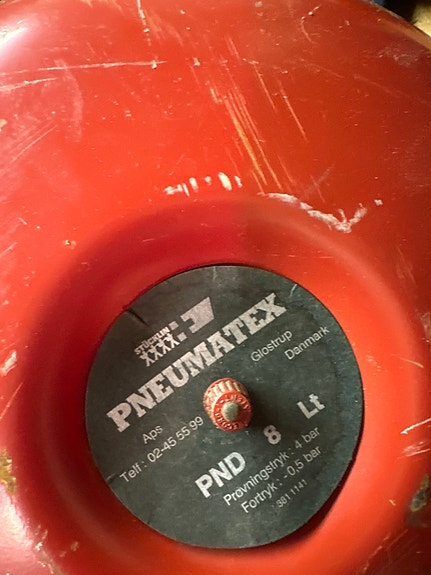 STÜCKLIN
XXXX
PNEUMATEX
Aps Glostrup
Telf : 02-45 55 99 Danmark
PND 8 Lt
Prøvningstryk : 4 bar
Fortryk : -0,5 bar
381 1141